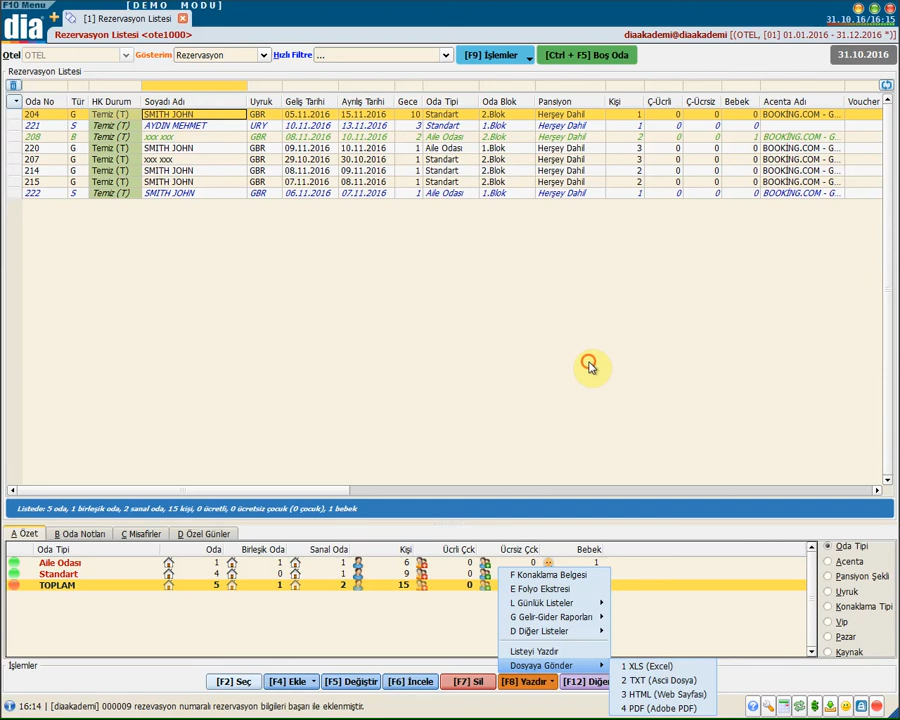 F10 Menu
[ D E M O  M O D U ]
dia
[1] Rezervasyon Listesi
31.10.16/16:15
Rezervasyon Listesi <ote1000>
diaakademi@diaakademi [(OTEL, [01] 01.01.2016 - 31.12.2016 *)]
Otel OTEL Gösterim Rezervasyon Hızlı Filtre ... [F9] İşlemler [Ctrl + F5] Boş Oda 31.10.2016
Rezervasyon Listesi
Oda No Tür HK Durum Soyadı Adı Uyruk Geliş Tarihi Ayrılış Tarihi Gece Oda Tipi Oda Blok Pansiyon Kişi Ç-Ücrli Ç-Ücrsiz Bebek Acenta Adı Voucher
204 G Temiz (T) SMITH JOHN GBR 05.11.2016 15.11.2016 10 Standart 2.Blok Herşey Dahil 1 0 0 0 BOOKİNG.COM - G...
221 S Temiz (T) AYDIN MEHMET URY 10.11.2016 13.11.2016 3 Standart 1.Blok Herşey Dahil 1 0 0 0
208 B Temiz (T) xxx xxx GBR 06.11.2016 08.11.2016 2 Aile Odası 2.Blok Herşey Dahil 2 0 0 1 BOOKİNG.COM - G...
220 G Temiz (T) SMITH JOHN GBR 09.11.2016 10.11.2016 1 Aile Odası 2.Blok Herşey Dahil 3 0 0 0 BOOKİNG.COM - G...
207 G Temiz (T) xxx xxx GBR 29.10.2016 30.10.2016 1 Standart 2.Blok Herşey Dahil 3 0 0 0 BOOKİNG.COM - G...
214 G Temiz (T) SMITH JOHN GBR 08.11.2016 09.11.2016 1 Standart 2.Blok Herşey Dahil 2 0 0 0 BOOKİNG.COM - G...
215 G Temiz (T) SMITH JOHN GBR 07.11.2016 08.11.2016 1 Standart 2.Blok Herşey Dahil 2 0 0 0 BOOKİNG.COM - G...
222 S Temiz (T) SMITH JOHN GBR 06.11.2016 07.11.2016 1 Aile Odası 1.Blok Herşey Dahil 1 0 0 0 BOOKİNG.COM - G...
Listede: 5 oda, 1 birleşik oda, 2 sanal oda, 15 kişi, 0 ücretli, 0 ücretsiz çocuk (0 çocuk), 1 bebek
A Özet B Oda Notları C Misafirler D Özel Günler
Oda Tipi Oda Birleşik Oda Sanal Oda Kişi Ücrli Çck Ücrsiz Çck Bebek
Aile Odası 1 1 1 6 0 0 1
Standart 4 0 1 9 0
TOPLAM 5 1 2 15 0
Oda Tipi
Acenta
Pansiyon Şekli
Uyruk
Konaklama Tipi
Vip
Pazar
Kaynak
F Konaklama Belgesi
E Folyo Ekstresi
L Günlük Listeler
G Gelir-Gider Raporları
D Diğer Listeler
Listeyi Yazdır
Dosyaya Gönder
1 XLS (Excel)
2 TXT (Ascii Dosya)
3 HTML (Web Sayfası)
4 PDF (Adobe PDF)
İşlemler
[F2] Seç [F4] Ekle [F5] Değiştir [F6] İncele [F7] Sil [F8] Yazdır [F12] Diğer
16:14 [diaakademi] 000009 rezervasyon numaralı rezervasyon bilgileri başarı ile eklenmiştir.